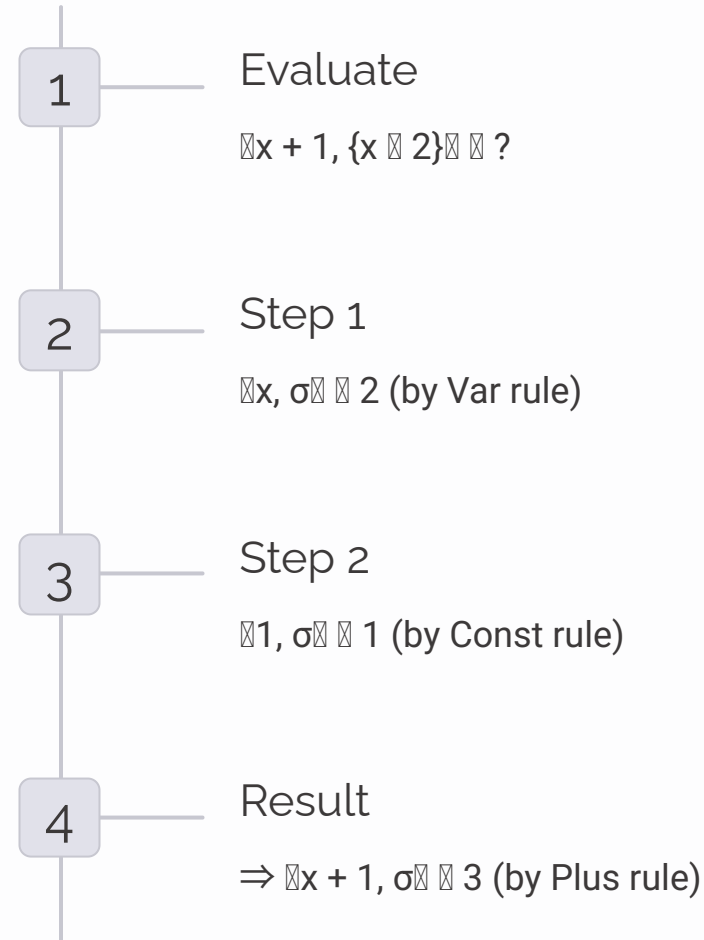 1
Evaluate
x + 1, {x 2} ?
2
Step 1
x, σ 2 (by Var rule)
3
Step 2
1, σ 1 (by Const rule)
4
Result
⇒ x + 1, σ 3 (by Plus rule)